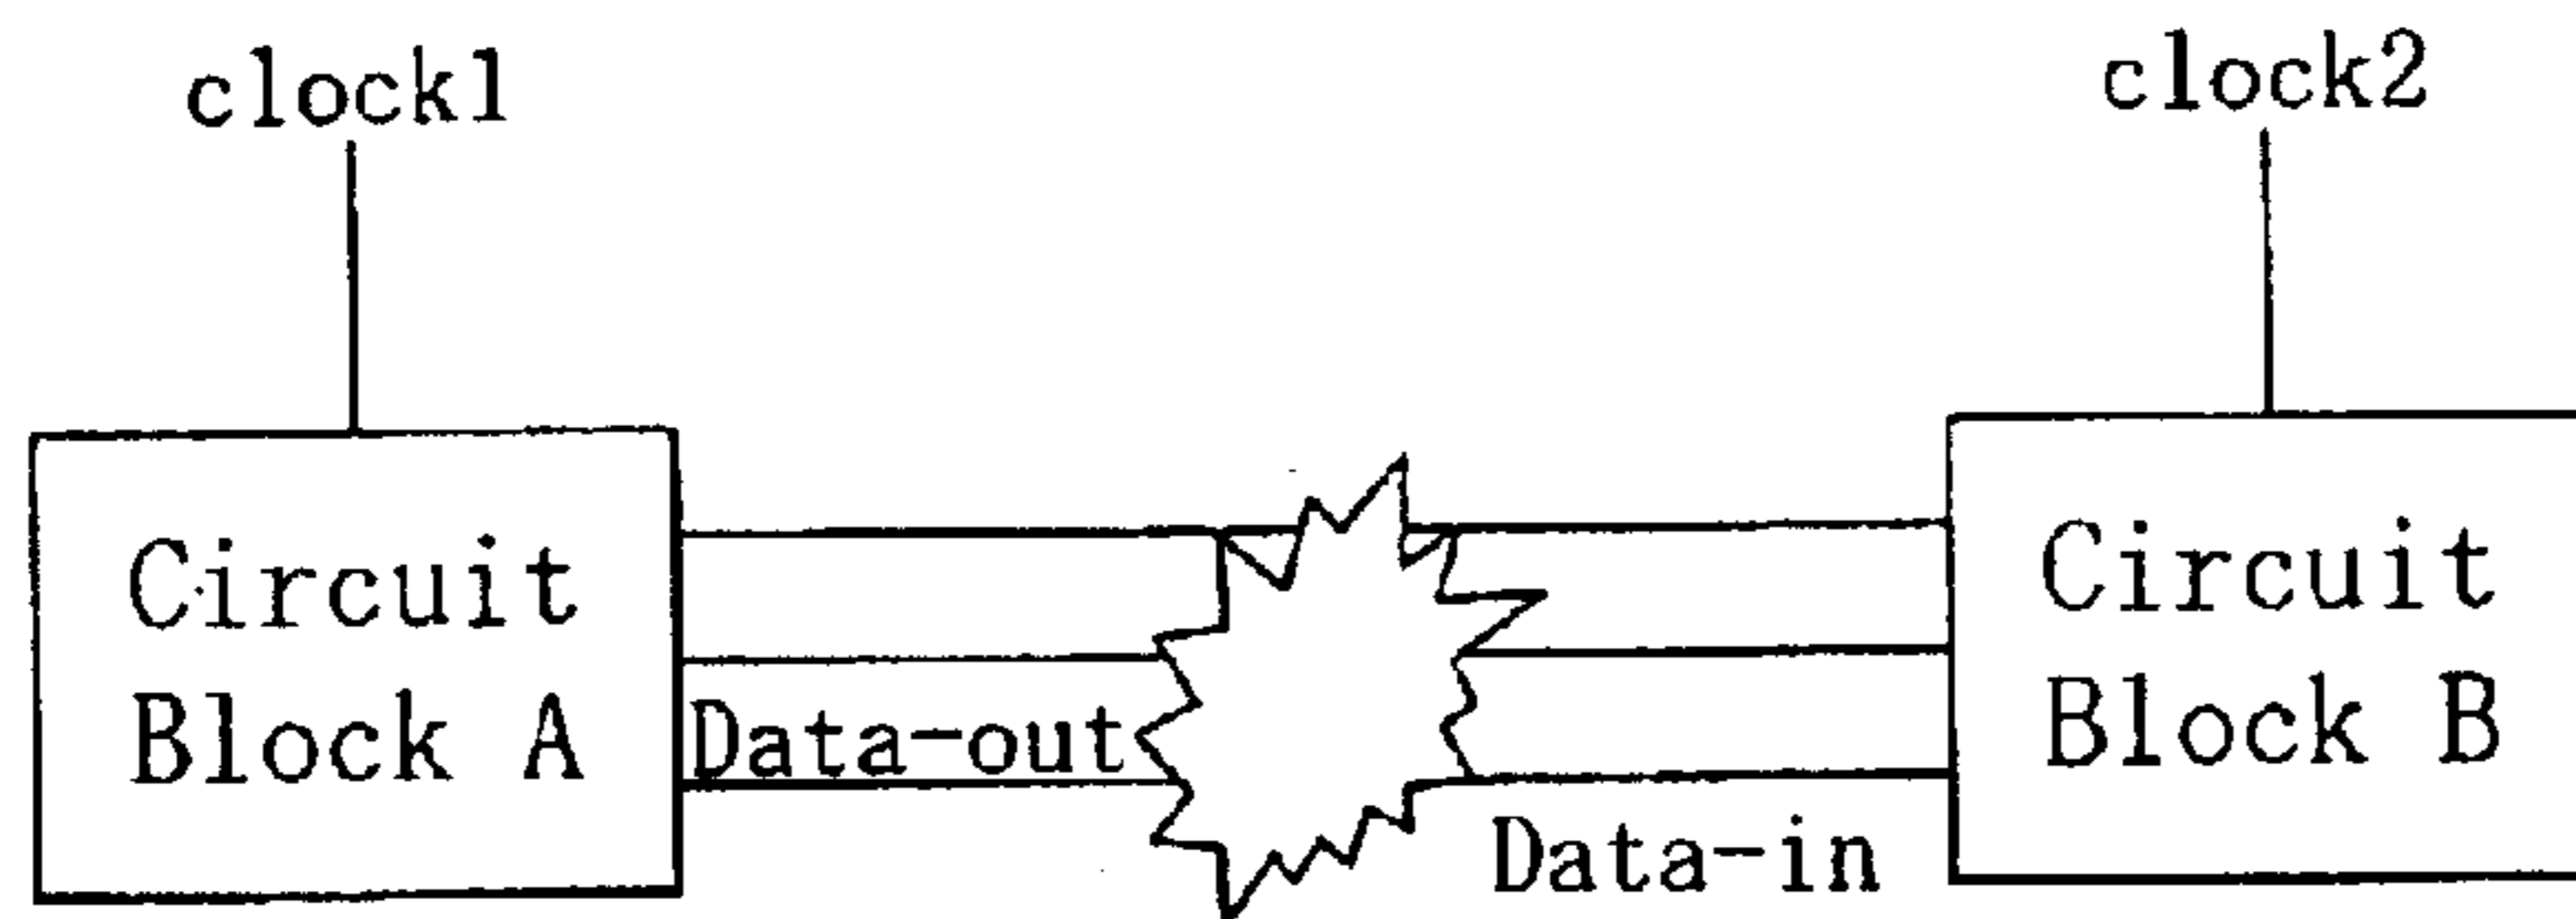 clock1
clock2
Circuit
Block A
Data-out
Data-in
Circuit
Block B